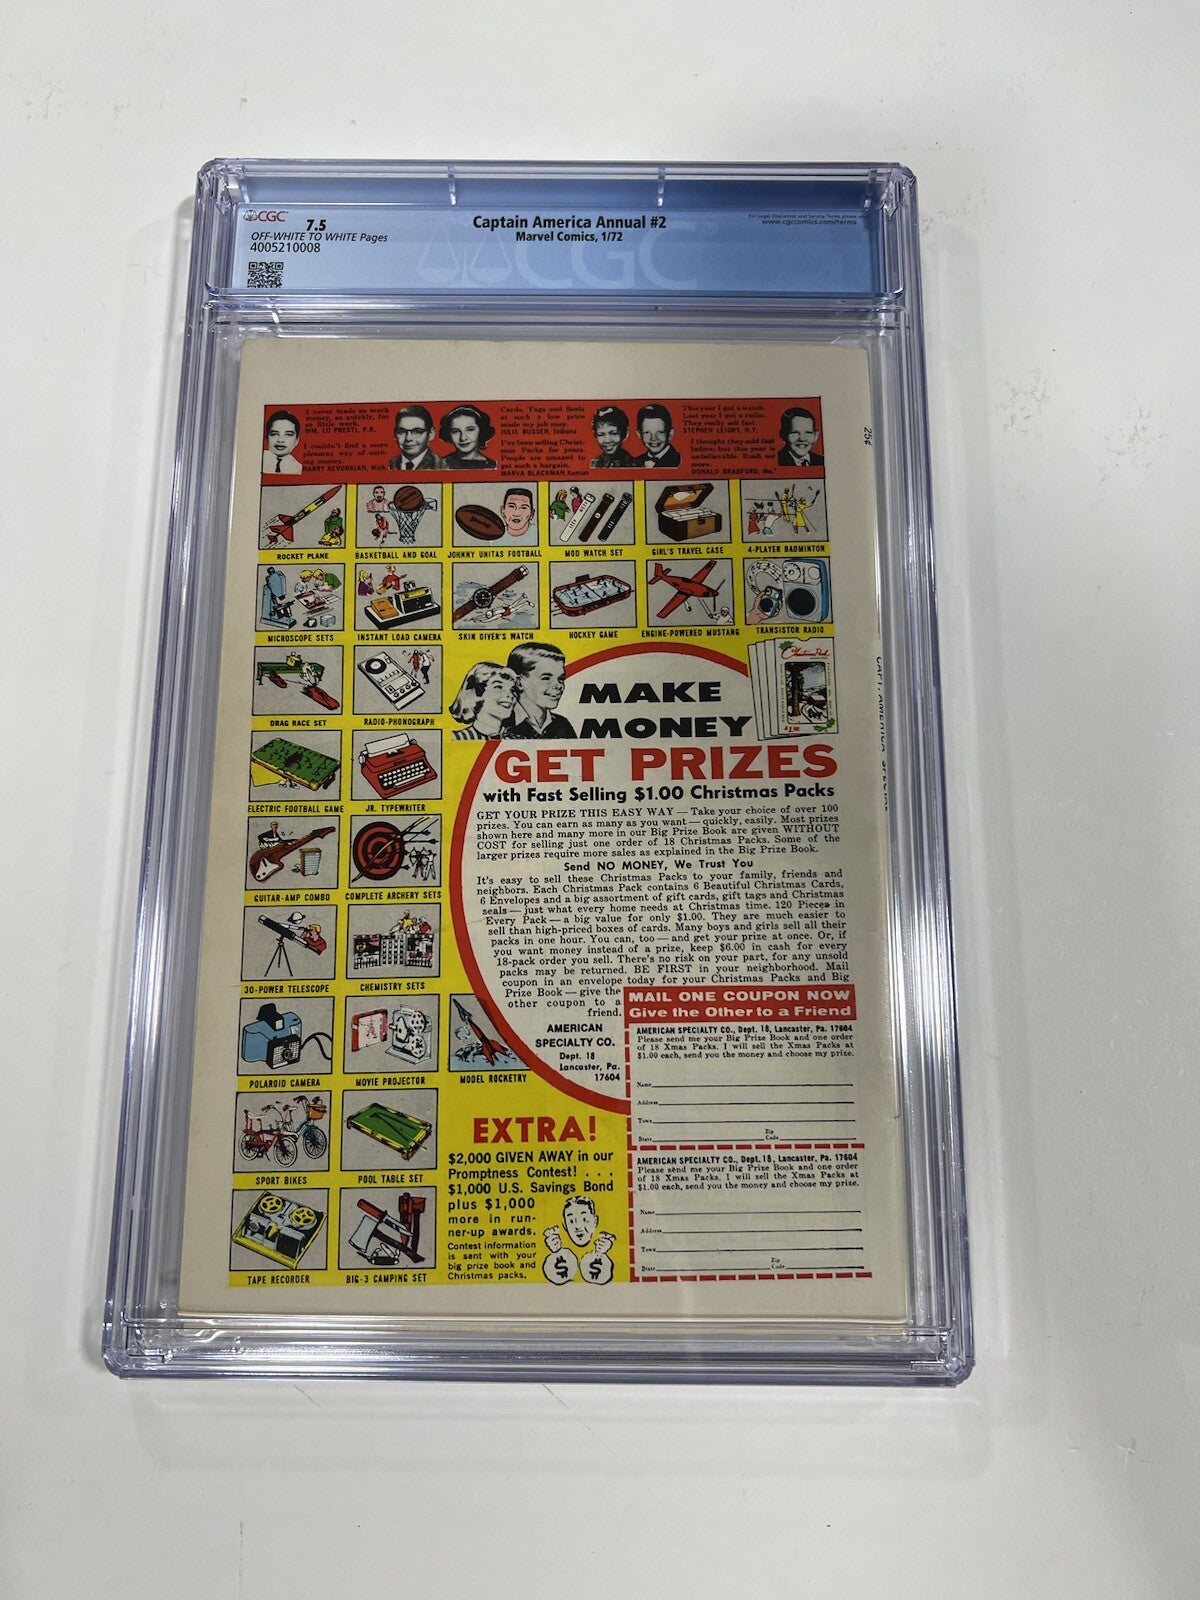 CGC
7.5
OFF-WHITE TO WHITE Pages
4005210008
Captain America Annual #2
Marvel Comics, 1/72
For Legal Disclaimer and Service Terms please visit
www.cgccomics.com/terms
CGC
I never made so much
money, so quickly, for
so little work.
WM. LO PRESTI, P.R.
I couldn't find a more
pleasant way of earn-
ing money.
HARRY KEVORKIAN, Mich.
Cards, Tags and Seals
at such a low price
made my job easy.
JULIE BUSSEN, Indiana
I've been selling Christ-
mas Packs for years.
People are amazed to
get such a bargain.
MARVA BLACKMAN, Kansas
This year I got a watch.
Last year I got a radio.
They really sell fast.
STEPHEN LEIGHT, N.Y.
I thought they sold fast
before, but this year is
unbelievable. Rush me
more.
DONALD BRADFORD, Mo.
25¢
ROCKET PLANE
BASKETBALL AND GOAL
JOHNNY UNITAS FOOTBALL
MOD WATCH SET
GIRL'S TRAVEL CASE
4-PLAYER BADMINTON
MICROSCOPE SETS
INSTANT LOAD CAMERA
SKIN DIVER'S WATCH
HOCKEY GAME
ENGINE-POWERED MUSTANG
TRANSISTOR RADIO
DRAG RACE SET
RADIO-PHONOGRAPH
ELECTRIC FOOTBALL GAME
JR. TYPEWRITER
GUITAR-AMP COMBO
COMPLETE ARCHERY SETS
30-POWER TELESCOPE
CHEMISTRY SETS
POLAROID CAMERA
MOVIE PROJECTOR
MODEL ROCKETRY
SPORT BIKES
POOL TABLE SET
TAPE RECORDER
BIG-3 CAMPING SET
CAPT. AMERICA SPECIAL
MAKE
MONEY
GET PRIZES
with Fast Selling $1.00 Christmas Packs
GET YOUR PRIZE THIS EASY WAY — Take your choice of over 100
prizes. You can earn as many as you want — quickly, easily. Most prizes
shown here and many more in our Big Prize Book are given WITHOUT
COST for selling just one order of 18 Christmas Packs. Some of the
larger prizes require more sales as explained in the Big Prize Book.
Send NO MONEY, We Trust You
It's easy to sell these Christmas Packs to your family, friends and
neighbors. Each Christmas Pack contains 6 Beautiful Christmas Cards,
6 Envelopes and a big assortment of gift cards, gift tags and Christmas
seals — just what every home needs at Christmas time. 120 Pieces in
Every Pack — a big value for only $1.00. They are much easier to
sell than high-priced boxes of cards. Many boys and girls sell all their
packs in one hour. You can, too — and get your prize at once. Or, if
you want money instead of a prize, keep $6.00 in cash for every
18-pack order you sell. There's no risk on your part, for any unsold
packs may be returned. BE FIRST in your neighborhood. Mail
coupon in an envelope today for your Christmas Packs and Big
Prize Book — give the
other coupon to a
friend.
AMERICAN
SPECIALTY CO.
Dept. 18
Lancaster, Pa.
17604
MAIL ONE COUPON NOW
Give the Other to a Friend
AMERICAN SPECIALTY CO., Dept. 18, Lancaster, Pa. 17604
Please send me your Big Prize Book and one order
of 18 Xmas Packs. I will sell the Xmas Packs at
$1.00 each, send you the money and choose my prize.
Name
Address
Town
State Zip Code
AMERICAN SPECIALTY CO., Dept. 18, Lancaster, Pa. 17604
Please send me your Big Prize Book and one order
of 18 Xmas Packs. I will sell the Xmas Packs at
$1.00 each, send you the money and choose my prize.
Name
Address
Town
State Zip Code
EXTRA!
$2,000 GIVEN AWAY in our
Promptness Contest! . . .
$1,000 U.S. Savings Bond
plus $1,000
more in run-
ner-up awards.
Contest information
is sent with your
big prize book and
Christmas packs.
$ $